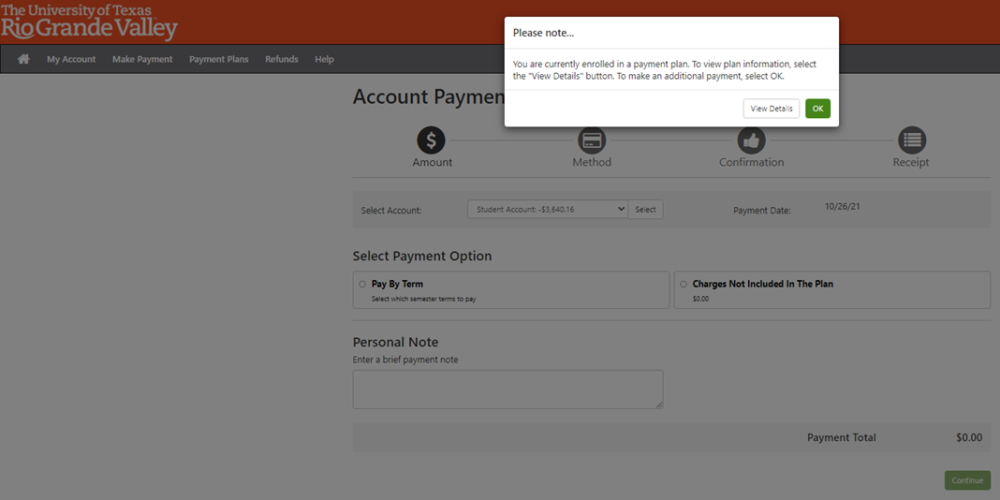 The University of Texas
Rio Grande Valley
My Account Make Payment Payment Plans Refunds Help
Please note...
You are currently enrolled in a payment plan. To view plan information, select
the "View Details" button. To make an additional payment, select OK.
View Details OK
Account Paymen
Amount Method Confirmation Receipt
Select Account: Student Account: -$3,640.16 Select Payment Date: 10/26/21
Select Payment Option
Pay By Term
Select which semester terms to pay
Charges Not Included In The Plan
$0.00
Personal Note
Enter a brief payment note
Payment Total $0.00
Continue